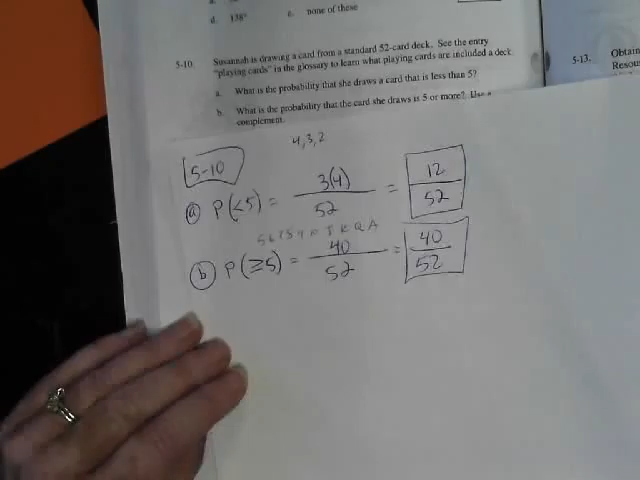 d. 138° e. none of these
5-10. Susannah is drawing a card from a standard 52-card deck. See the entry
"playing cards" in the glossary to learn what playing cards are included a deck.
a. What is the probability that she draws a card that is less than 5?
b. What is the probability that the card she draws is 5 or more? Use a
complement.
5-13. Obtain
Resou
4,3,2
5-10
a P(<5) = 3(4) / 52 = 12 / 52
5 6 7 8 9 10 J K Q A
b P(≥5) = 40 / 52 = 40 / 52